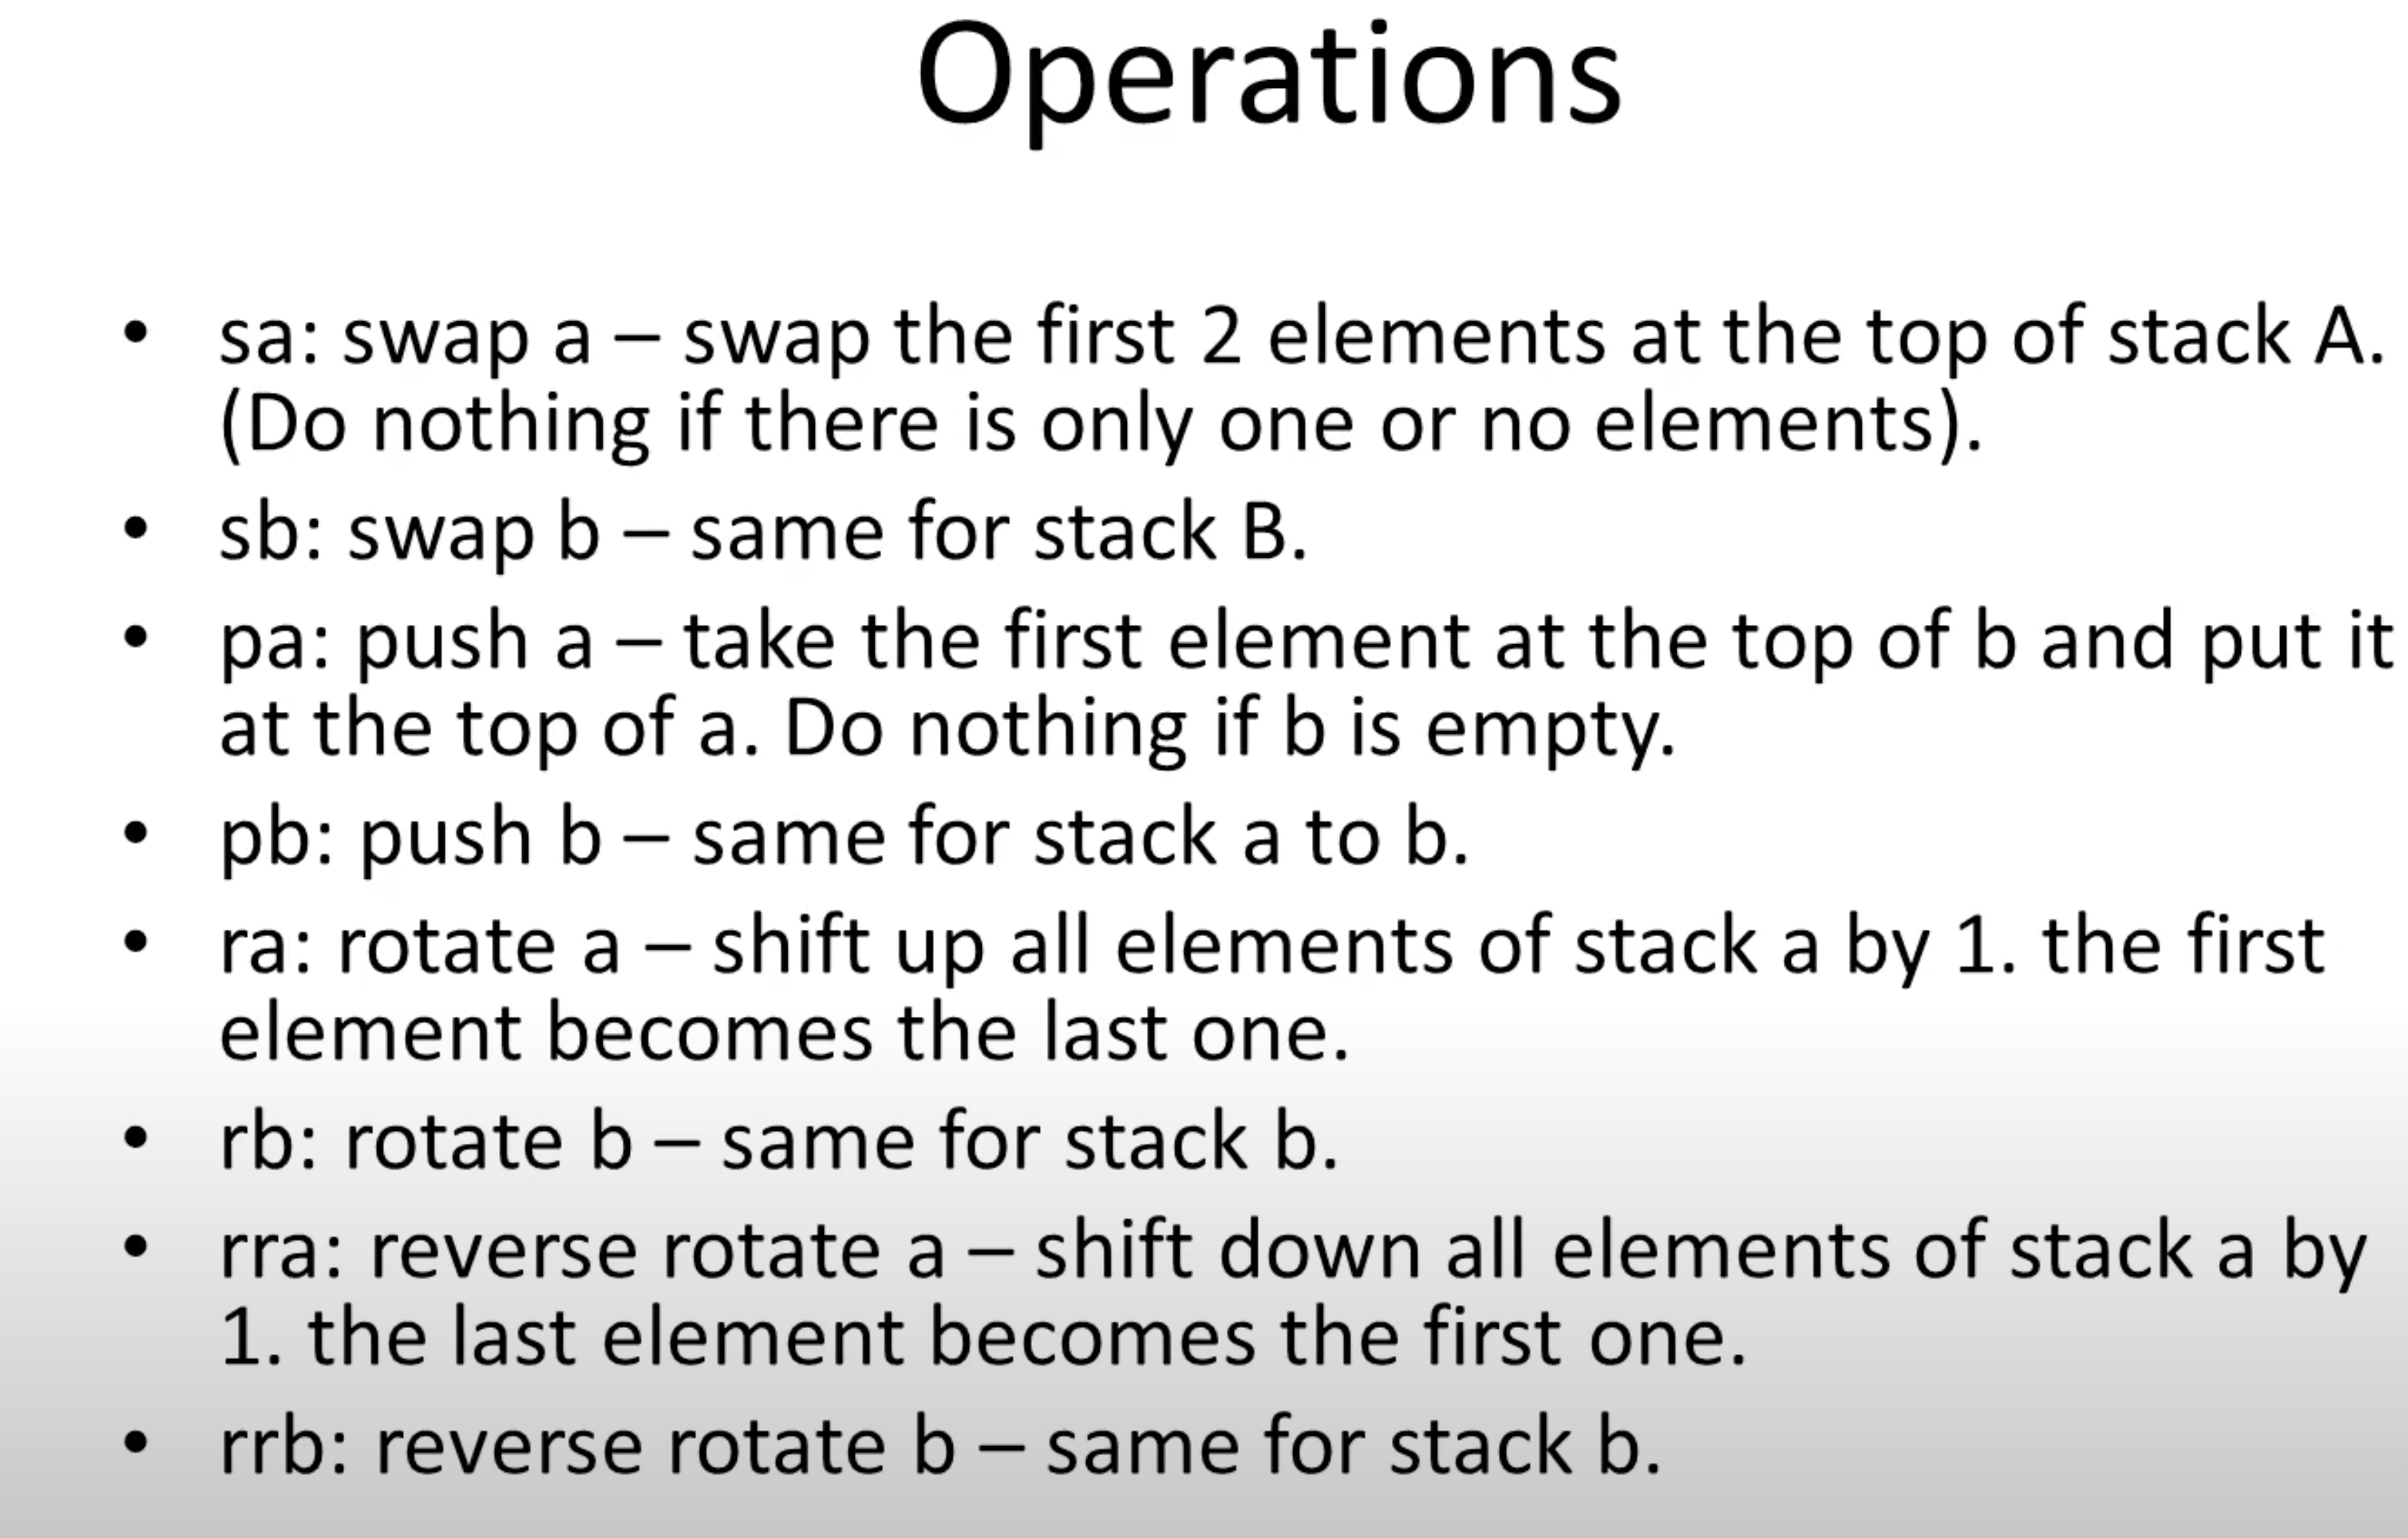 Operations
• sa: swap a – swap the first 2 elements at the top of stack A.
(Do nothing if there is only one or no elements).
• sb: swap b – same for stack B.
• pa: push a – take the first element at the top of b and put it
at the top of a. Do nothing if b is empty.
• pb: push b – same for stack a to b.
• ra: rotate a – shift up all elements of stack a by 1. the first
element becomes the last one.
• rb: rotate b – same for stack b.
• rra: reverse rotate a – shift down all elements of stack a by
1. the last element becomes the first one.
• rrb: reverse rotate b – same for stack b.